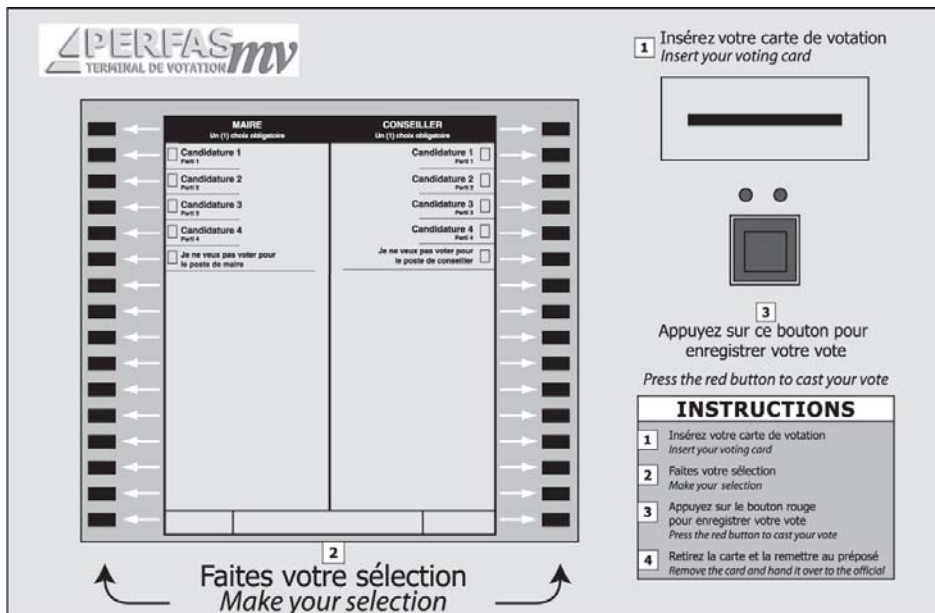 PERFAS mv
TERMINAL DE VOTATION
1 Insérez votre carte de votation
Insert your voting card
MAIRE
Un (1) choix obligatoire
CONSEILLER
Un (1) choix obligatoire
Candidature 1
Parti 1
Candidature 2
Parti 2
Candidature 3
Parti 3
Candidature 4
Parti 4
Je ne veux pas voter pour
le poste de maire
Candidature 1
Parti 1
Candidature 2
Parti 2
Candidature 3
Parti 3
Candidature 4
Parti 4
Je ne veux pas voter pour
le poste de conseiller
2
Faites votre sélection
Make your selection
3
Appuyez sur ce bouton pour
enregistrer votre vote
Press the red button to cast your vote
INSTRUCTIONS
1 Insérez votre carte de votation
Insert your voting card
2 Faites votre sélection
Make your selection
3 Appuyez sur le bouton rouge
pour enregistrer votre vote
Press the red button to cast your vote
4 Retirez la carte et la remettre au préposé
Remove the card and hand it over to the official